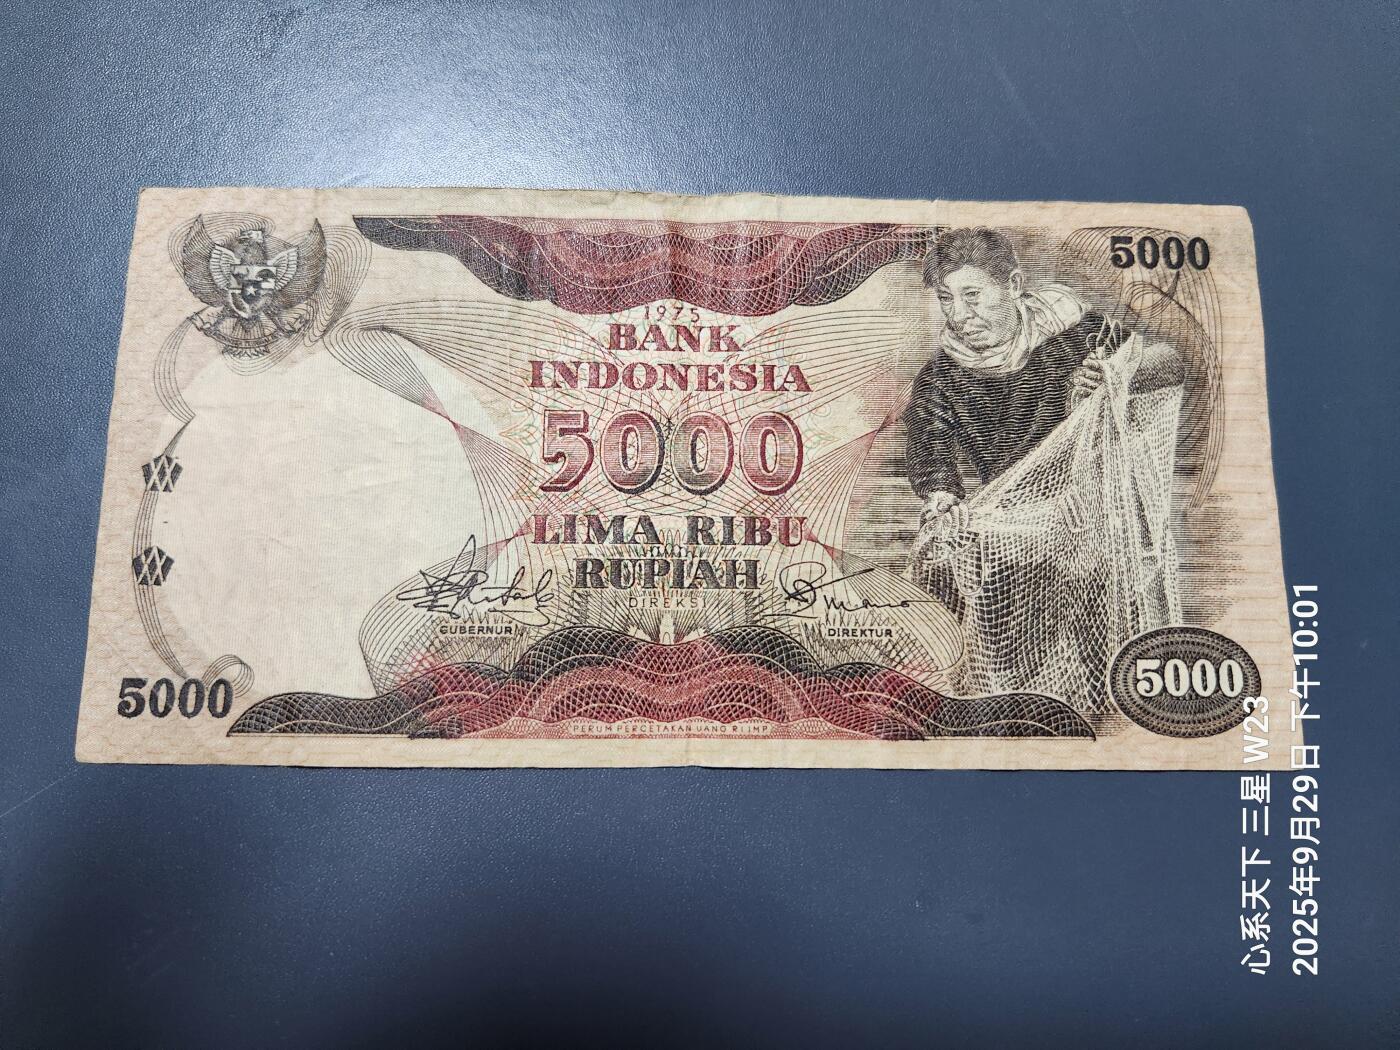 5000
1975
BANK
INDONESIA
5000
LIMA RIBU
RUPIAH
DIREKSI
GUBERNUR
DIREKTUR
5000
5000
PERUM PERCETAKAN UANG RI IMP
心系天下 三星 W23
2025年9月29日 下午10:01